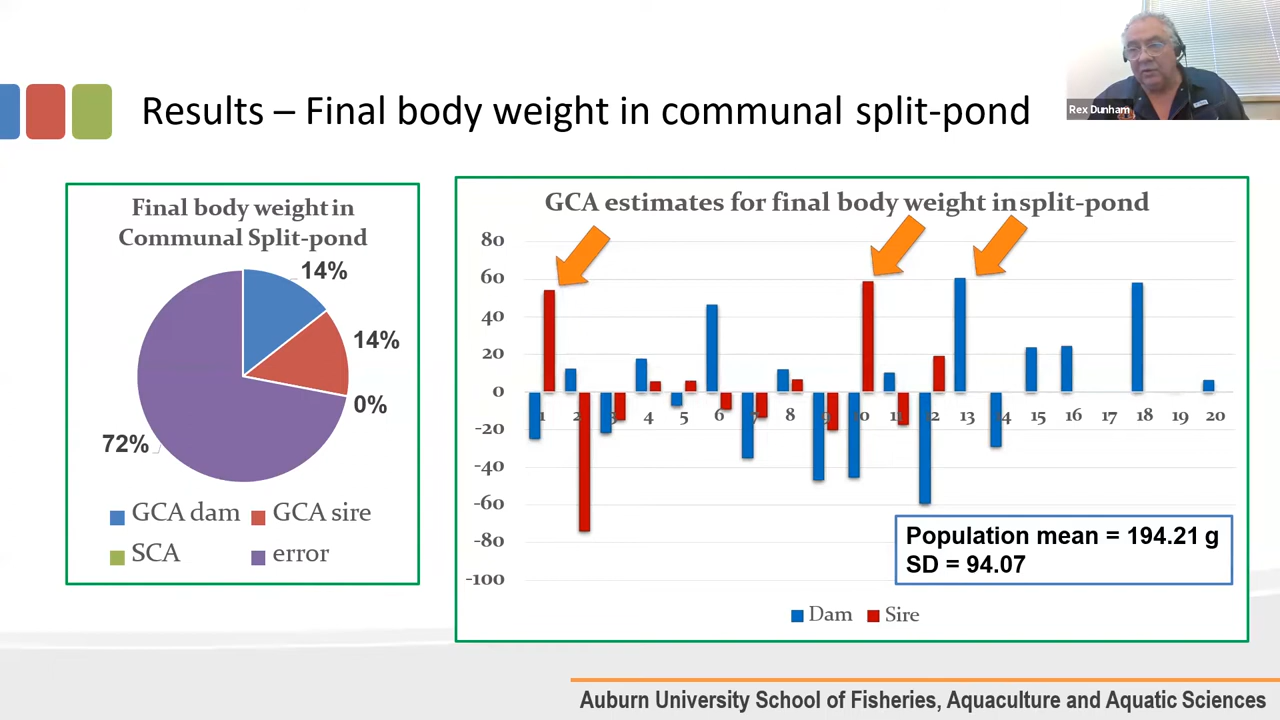 Rex Dunham
Results – Final body weight in communal split-pond
Final body weight in
Communal Split-pond
14%
14%
0%
72%
GCA dam
GCA sire
SCA
error
GCA estimates for final body weight in split-pond
80
60
40
20
0
-20
-40
-60
-80
-100
1 2 3 4 5 6 7 8 9 10 11 12 13 14 15 16 17 18 19 20
Population mean = 194.21 g
SD = 94.07
Dam
Sire
Auburn University School of Fisheries, Aquaculture and Aquatic Sciences